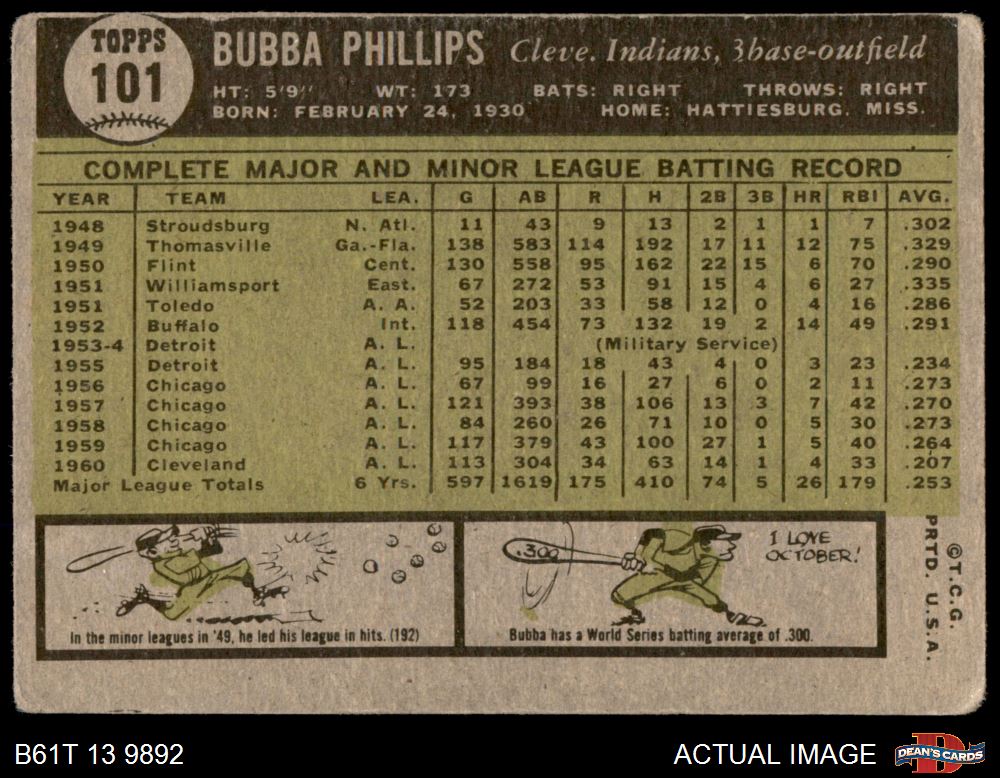 TOPPS
101
BUBBA PHILLIPS Cleve. Indians, 3base-outfield
HT: 5'9" WT: 173 BATS: RIGHT THROWS: RIGHT
BORN: FEBRUARY 24, 1930 HOME: HATTIESBURG, MISS.
COMPLETE MAJOR AND MINOR LEAGUE BATTING RECORD
YEAR TEAM LEA. G AB R H 2B 3B HR RBI AVG.
1948 Stroudsburg N. Atl. 11 43 9 13 2 1 1 7 .302
1949 Thomasville Ga.-Fla. 138 583 114 192 17 11 12 75 .329
1950 Flint Cent. 130 558 95 162 22 15 6 70 .290
1951 Williamsport East. 67 272 53 91 15 4 6 27 .335
1951 Toledo A. A. 52 203 33 58 12 0 4 16 .286
1952 Buffalo Int. 118 454 73 132 19 2 14 49 .291
1953-4 Detroit A. L. (Military Service)
1955 Detroit A. L. 95 184 18 43 4 0 3 23 .234
1956 Chicago A. L. 67 99 16 27 6 0 2 11 .273
1957 Chicago A. L. 121 393 38 106 13 3 7 42 .270
1958 Chicago A. L. 84 260 26 71 10 0 5 30 .273
1959 Chicago A. L. 117 379 43 100 27 1 5 40 .264
1960 Cleveland A. L. 113 304 34 63 14 1 4 33 .207
Major League Totals 6 Yrs. 597 1619 175 410 74 5 26 179 .253
In the minor leagues in '49, he led his league in hits. (192)
.300
I LOVE
OCTOBER!
Bubba has a World Series batting average of .300.
©T.C.G.
PRTD. U.S.A.
B61T 13 9892
ACTUAL IMAGE
DEAN'S CARDS